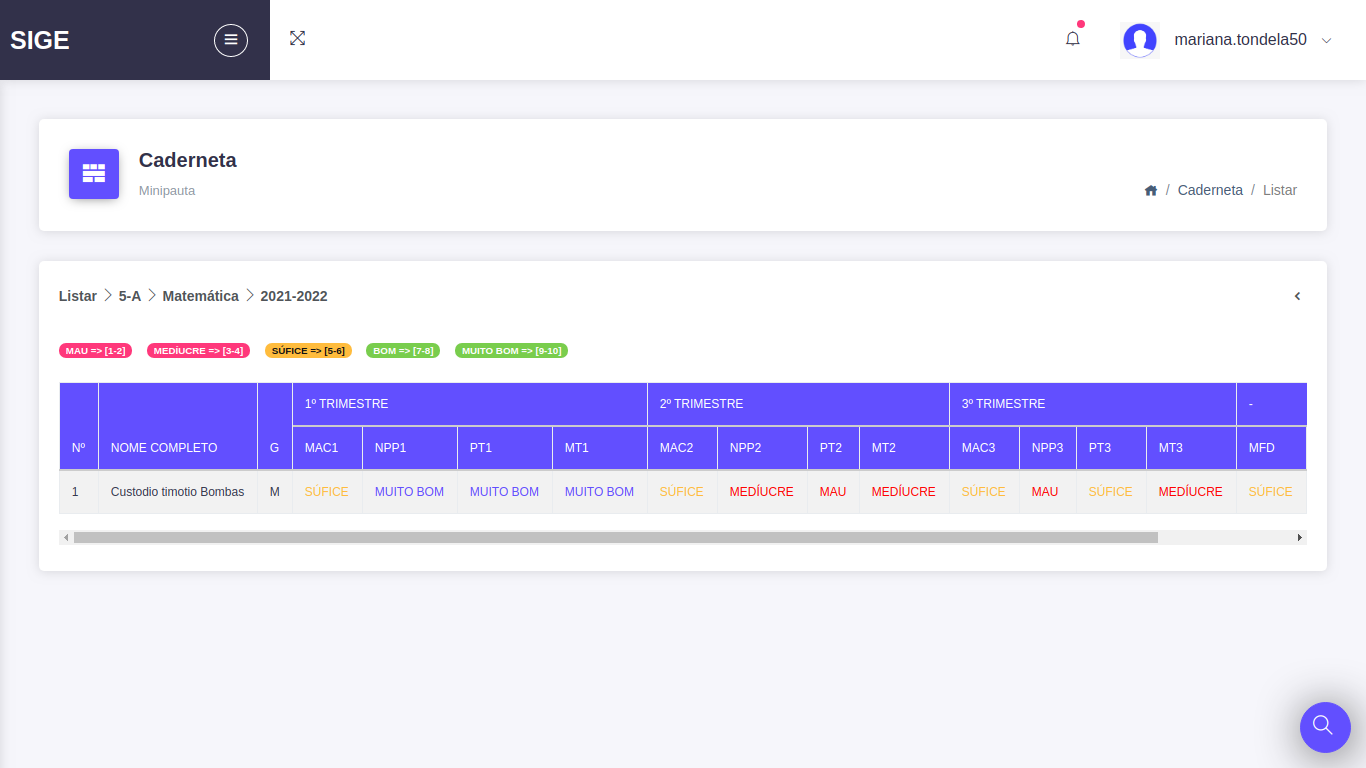 SIGE
mariana.tondela50
Caderneta
Minipauta
/ Caderneta / Listar
Listar 5-A Matemática 2021-2022
MAU => [1-2] MEDÍUCRE => [3-4] SÚFICE => [5-6] BOM => [7-8] MUITO BOM => [9-10]
1º TRIMESTRE 2º TRIMESTRE 3º TRIMESTRE -
Nº NOME COMPLETO G MAC1 NPP1 PT1 MT1 MAC2 NPP2 PT2 MT2 MAC3 NPP3 PT3 MT3 MFD
1 Custodio timotio Bombas M SÚFICE MUITO BOM MUITO BOM MUITO BOM SÚFICE MEDÍUCRE MAU MEDÍUCRE SÚFICE MAU SÚFICE MEDÍUCRE SÚFICE